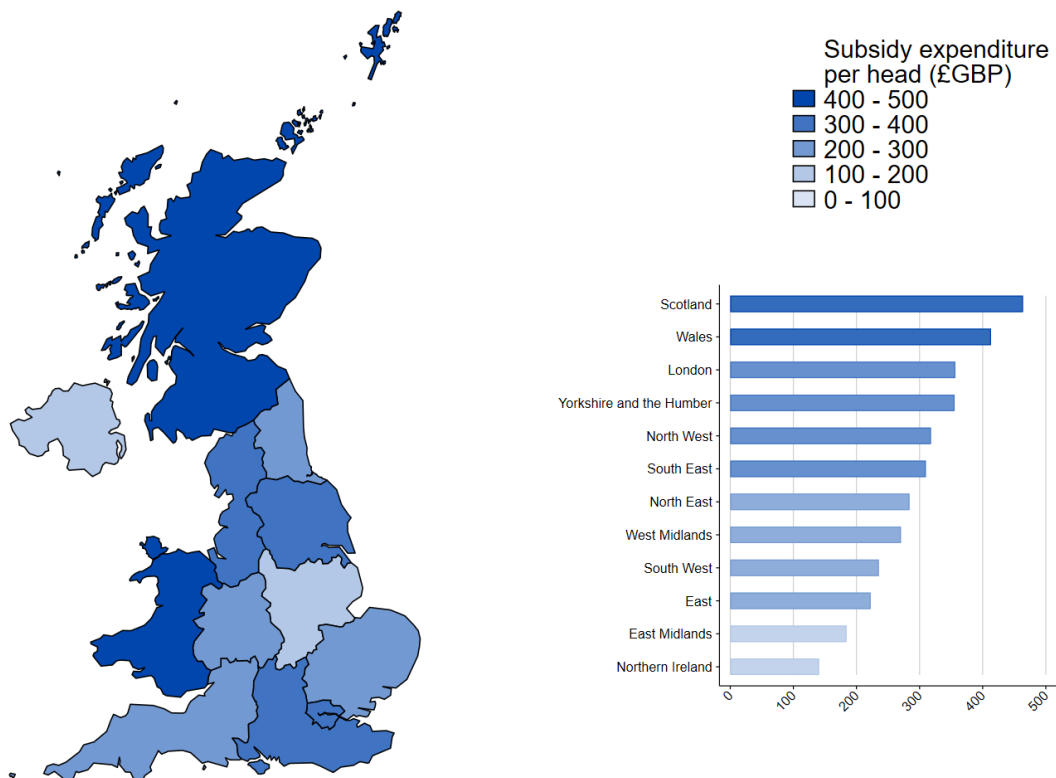 Subsidy expenditure
per head (£GBP)
400 - 500
300 - 400
200 - 300
100 - 200
0 - 100
Scotland
Wales
London
Yorkshire and the Humber
North West
South East
North East
West Midlands
South West
East
East Midlands
Northern Ireland
0 100 200 300 400 500